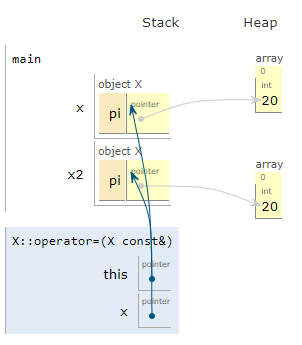 Stack Heap
main
array
0
int
20
object X
x pi pointer
object X
x2 pi pointer
array
0
int
20
X::operator=(X const&)
this pointer
x pointer